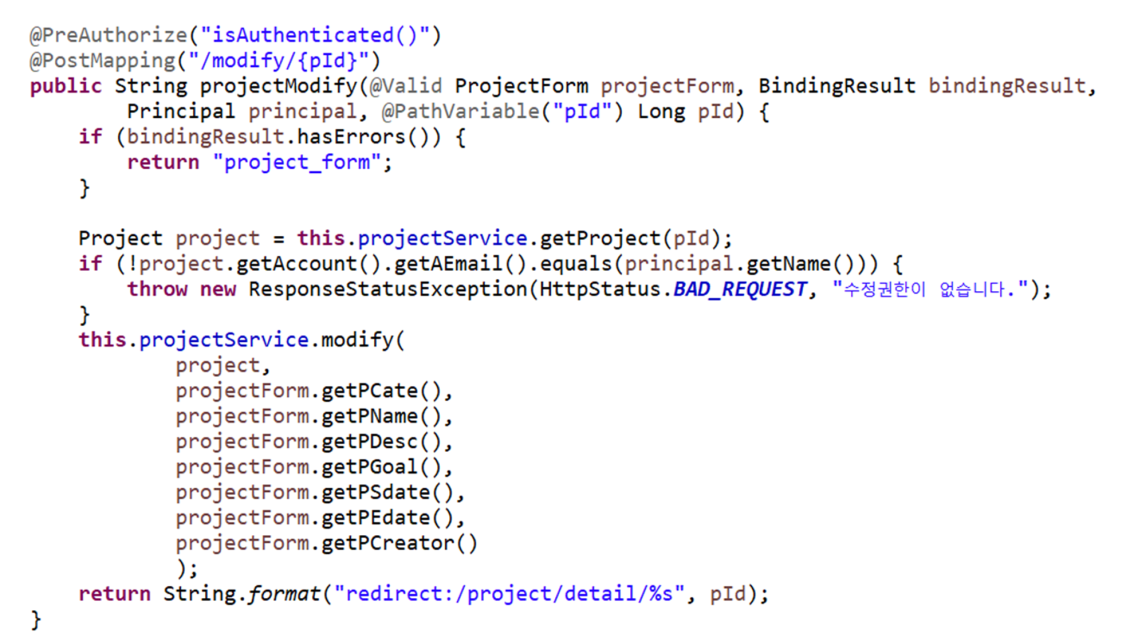 @PreAuthorize("isAuthenticated()")
@PostMapping("/modify/{pId}")
public String projectModify(@Valid ProjectForm projectForm, BindingResult bindingResult,
        Principal principal, @PathVariable("pId") Long pId) {
    if (bindingResult.hasErrors()) {
        return "project_form";
    }

    Project project = this.projectService.getProject(pId);
    if (!project.getAccount().getAEmail().equals(principal.getName())) {
        throw new ResponseStatusException(HttpStatus.BAD_REQUEST, "수정권한이 없습니다.");
    }
    this.projectService.modify(
            project,
            projectForm.getPCate(),
            projectForm.getPName(),
            projectForm.getPDesc(),
            projectForm.getPGoal(),
            projectForm.getPSdate(),
            projectForm.getPEdate(),
            projectForm.getPCreator()
            );
    return String.format("redirect:/project/detail/%s", pId);
}